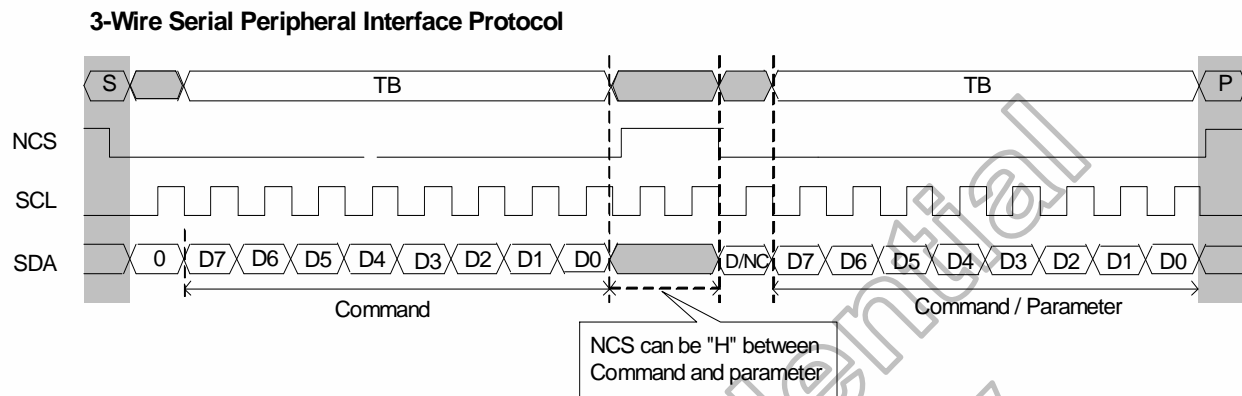 3-Wire Serial Peripheral Interface Protocol
S TB TB P
NCS
SCL
SDA 0 D7 D6 D5 D4 D3 D2 D1 D0 D/NC D7 D6 D5 D4 D3 D2 D1 D0
Command Command / Parameter
NCS can be "H" between
Command and parameter